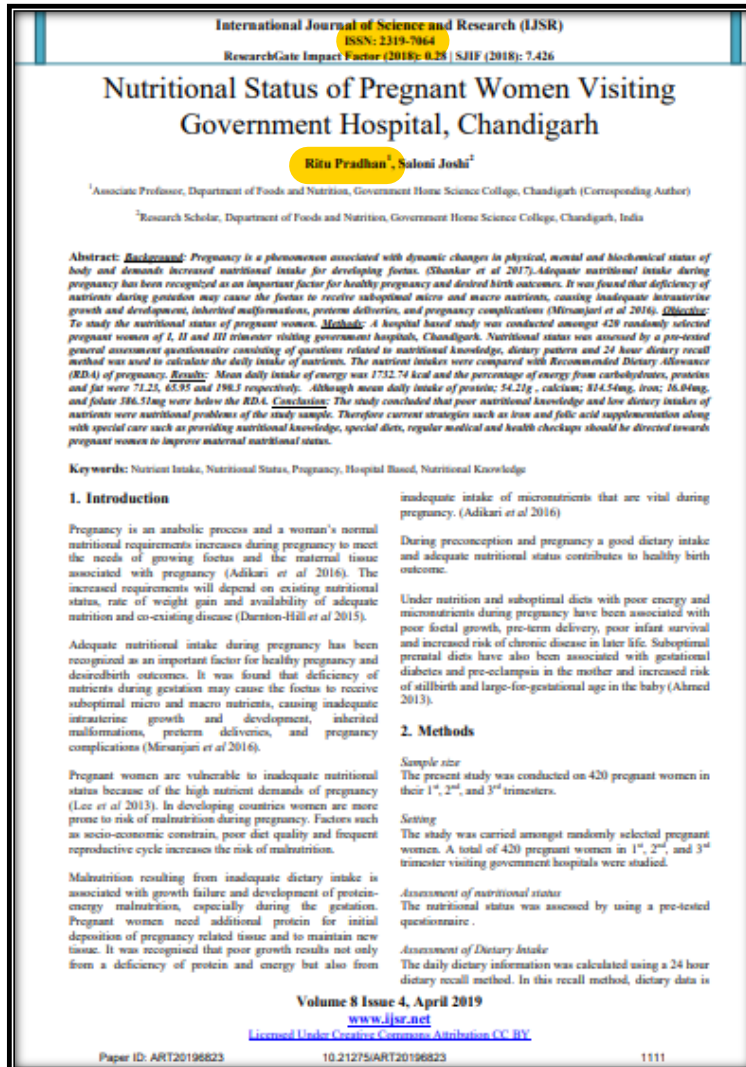 International Journal of Science and Research (IJSR)
ISSN: 2319-7064
ResearchGate Impact Factor (2018): 0.28 | SJIF (2018): 7.426
Nutritional Status of Pregnant Women Visiting
Government Hospital, Chandigarh
Ritu Pradhan1, Saloni Joshi2
1Associate Professor, Department of Foods and Nutrition, Government Home Science College, Chandigarh (Corresponding Author)
2Research Scholar, Department of Foods and Nutrition, Government Home Science College, Chandigarh, India
Abstract: Background: Pregnancy is a phenomenon associated with dynamic changes in physical, mental and biochemical status of
body and demands increased nutritional intake for developing foetus. (Shankar et al 2017).Adequate nutritional intake during
pregnancy has been recognized as an important factor for healthy pregnancy and desired birth outcomes. It was found that deficiency of
nutrients during gestation may cause the foetus to receive suboptimal micro and macro nutrients, causing inadequate intrauterine
growth and development, inherited malformations, preterm deliveries, and pregnancy complications (Mirsanjari et al 2016). Objective:
To study the nutritional status of pregnant women. Methods: A hospital based study was conducted amongst 420 randomly selected
pregnant women of I, II and III trimester visiting government hospitals, Chandigarh. Nutritional status was assessed by a pre-tested
general assessment questionnaire consisting of questions related to nutritional knowledge, dietary pattern and 24 hour dietary recall
method was used to calculate the daily intake of nutrients. The nutrient intakes were compared with Recommended Dietary Allowance
(RDA) of pregnancy. Results: Mean daily intake of energy was 1732.74 kcal and the percentage of energy from carbohydrates, proteins
and fat were 71.25, 65.95 and 190.5 respectively. Although mean daily intake of protein; 54.21g , calcium; 814.54mg, iron; 16.04mg,
and folate 386.51mg were below the RDA. Conclusion: The study concluded that poor nutritional knowledge and low dietary intakes of
nutrients were nutritional problems of the study sample. Therefore current strategies such as iron and folic acid supplementation along
with special care such as providing nutritional knowledge, special diets, regular medical and health checkups should be directed towards
pregnant women to improve maternal nutritional status.
Keywords: Nutrient Intake, Nutritional Status, Pregnancy, Hospital Based, Nutritional Knowledge
1. Introduction
Pregnancy is an anabolic process and a woman's normal
nutritional requirements increases during pregnancy to meet
the needs of growing foetus and the maternal tissue
associated with pregnancy (Adikari et al 2016). The
increased requirements will depend on existing nutritional
status, rate of weight gain and availability of adequate
nutrition and co-existing disease (Darnton-Hill et al 2015).
Adequate nutritional intake during pregnancy has been
recognized as an important factor for healthy pregnancy and
desiredbirth outcomes. It was found that deficiency of
nutrients during gestation may cause the foetus to receive
suboptimal micro and macro nutrients, causing inadequate
intrauterine growth and development, inherited
malformations, preterm deliveries, and pregnancy
complications (Mirsanjari et al 2016).
Pregnant women are vulnerable to inadequate nutritional
status because of the high nutrient demands of pregnancy
(Lee et al 2013). In developing countries women are more
prone to risk of malnutrition during pregnancy. Factors such
as socio-economic constrain, poor diet quality and frequent
reproductive cycle increases the risk of malnutrition.
Malnutrition resulting from inadequate dietary intake is
associated with growth failure and development of protein-
energy malnutrition, especially during the gestation.
Pregnant women need additional protein for initial
deposition of pregnancy related tissue and to maintain new
tissue. It was recognised that poor growth results not only
from a deficiency of protein and energy but also from
inadequate intake of micronutrients that are vital during
pregnancy. (Adikari et al 2016)
During preconception and pregnancy a good dietary intake
and adequate nutritional status contributes to healthy birth
outcome.
Under nutrition and suboptimal diets with poor energy and
micronutrients during pregnancy have been associated with
poor foetal growth, pre-term delivery, poor infant survival
and increased risk of chronic disease in later life. Suboptimal
prenatal diets have also been associated with gestational
diabetes and pre-eclampsia in the mother and increased risk
of stillbirth and large-for-gestational age in the baby (Ahmed
2013).
2. Methods
Sample size
The present study was conducted on 420 pregnant women in
their 1st, 2nd, and 3rd trimesters.
Setting
The study was carried amongst randomly selected pregnant
women. A total of 420 pregnant women in 1st, 2nd, and 3rd
trimester visiting government hospitals were studied.
Assessment of nutritional status
The nutritional status was assessed by using a pre-tested
questionnaire .
Assessment of Dietary Intake
The daily dietary information was calculated using a 24 hour
dietary recall method. In this recall method, dietary data is
Volume 8 Issue 4, April 2019
www.ijsr.net
Licensed Under Creative Commons Attribution CC BY
Paper ID: ART20196823
10.21275/ART20196823
1111